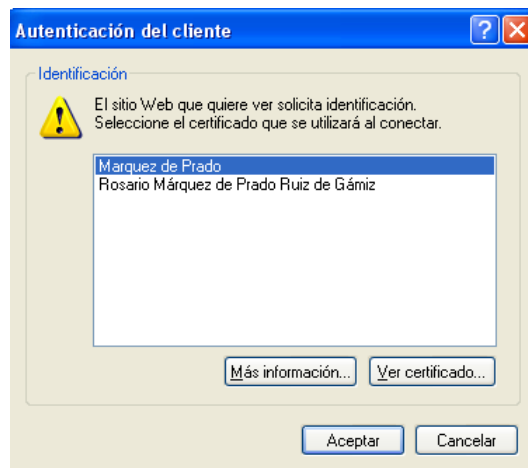 Autenticación del cliente
Identificación
El sitio Web que quiere ver solicita identificación.
Seleccione el certificado que se utilizará al conectar.
Marquez de Prado
Rosario Márquez de Prado Ruiz de Gámiz
Más información... Ver certificado...
Aceptar Cancelar